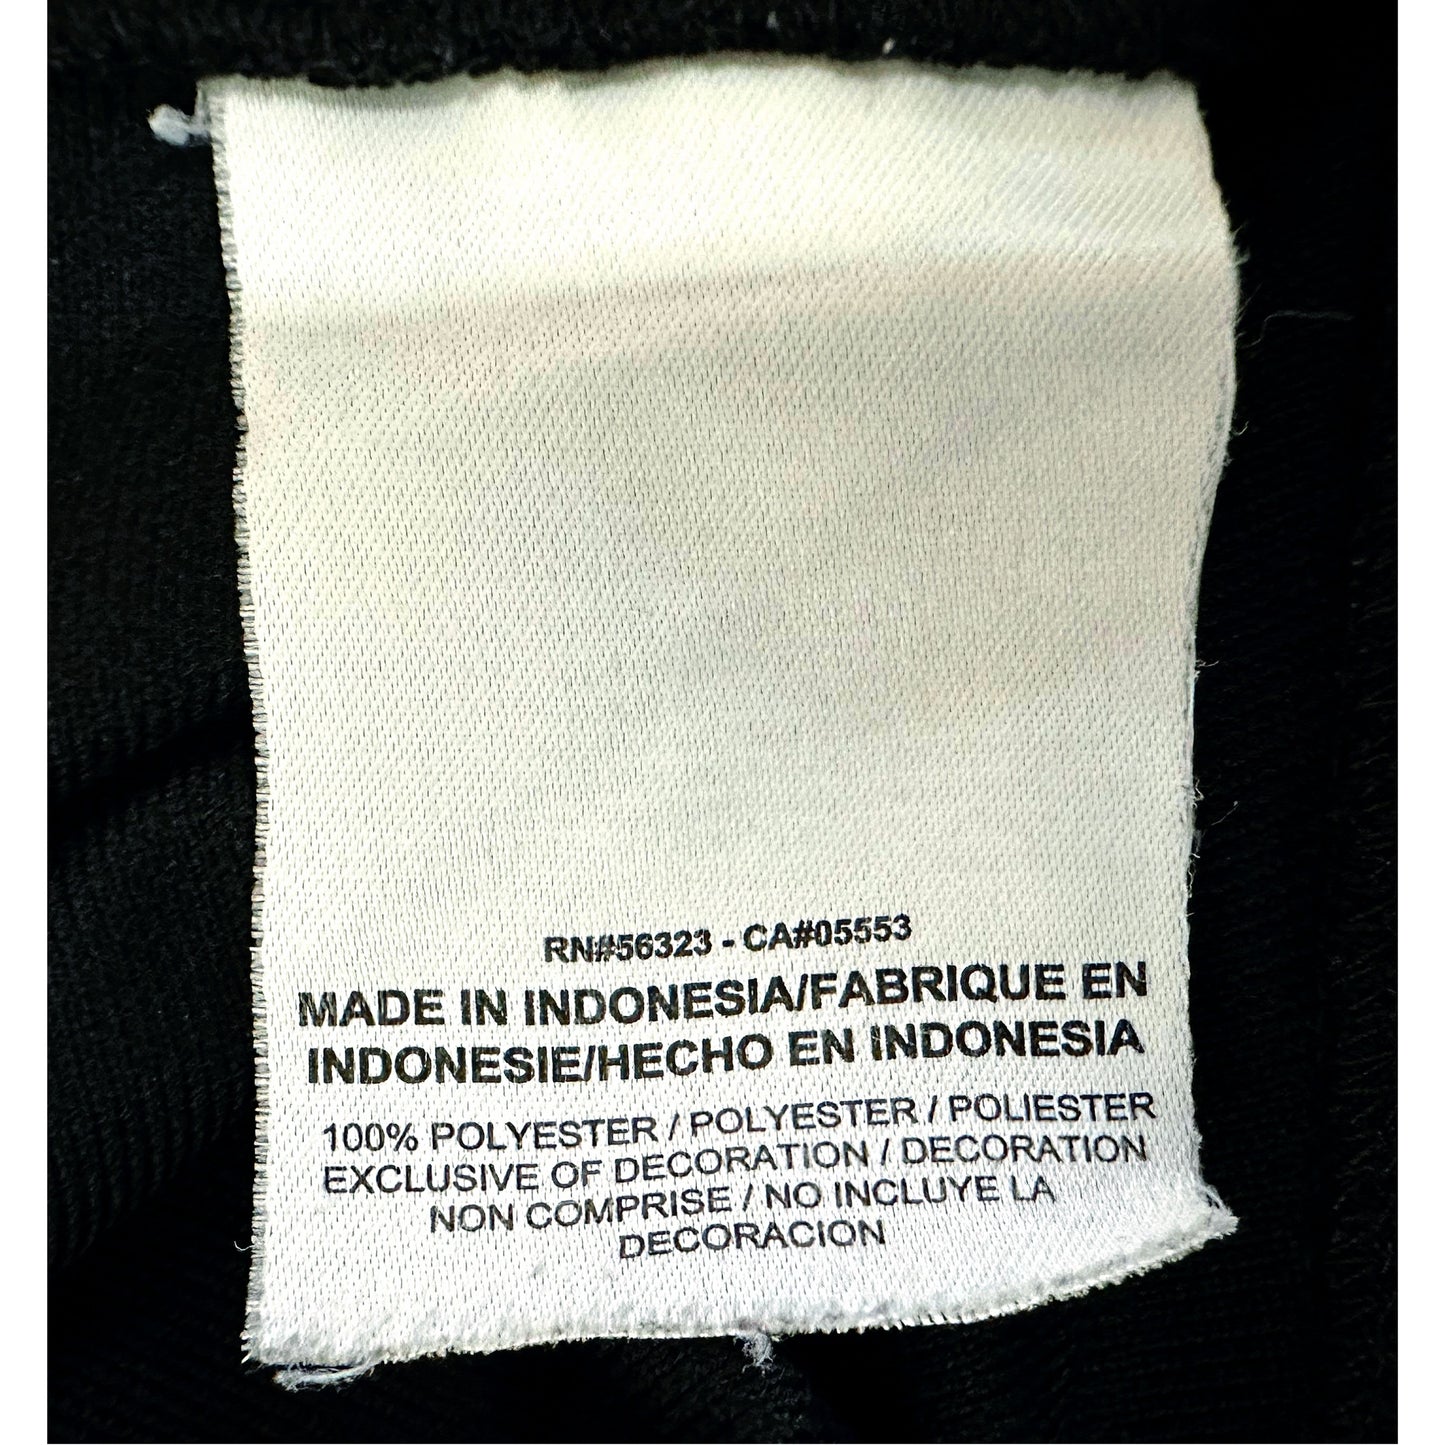 RN#56323 - CA#05553
MADE IN INDONESIA/FABRIQUE EN
INDONESIE/HECHO EN INDONESIA
100% POLYESTER / POLYESTER / POLIESTER
EXCLUSIVE OF DECORATION / DECORATION
NON COMPRISE / NO INCLUYE LA
DECORACION